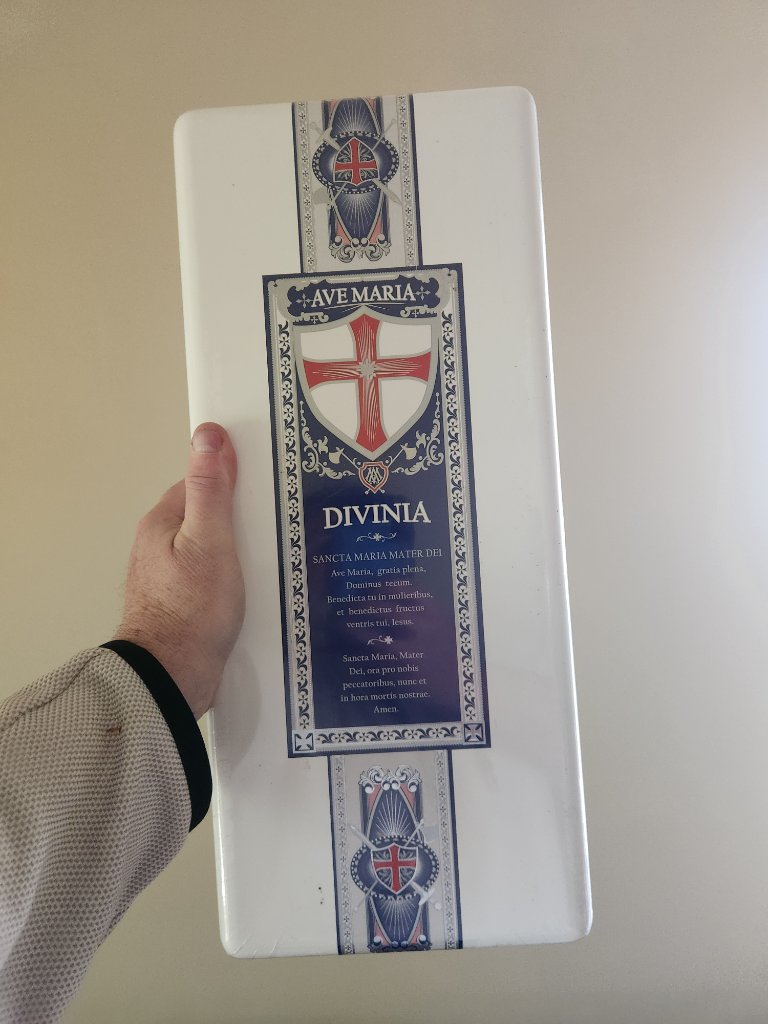 AVE MARIA
DIVINIA
SANCTA MARIA MATER DEI
Ave Maria, gratia plena,
Dominus tecum.
Benedicta tu in mulieribus,
et benedictus fructus
ventris tui, Iesus.
Sancta Maria, Mater
Dei, ora pro nobis
peccatoribus, nunc et
in hora mortis nostrae.
Amen.